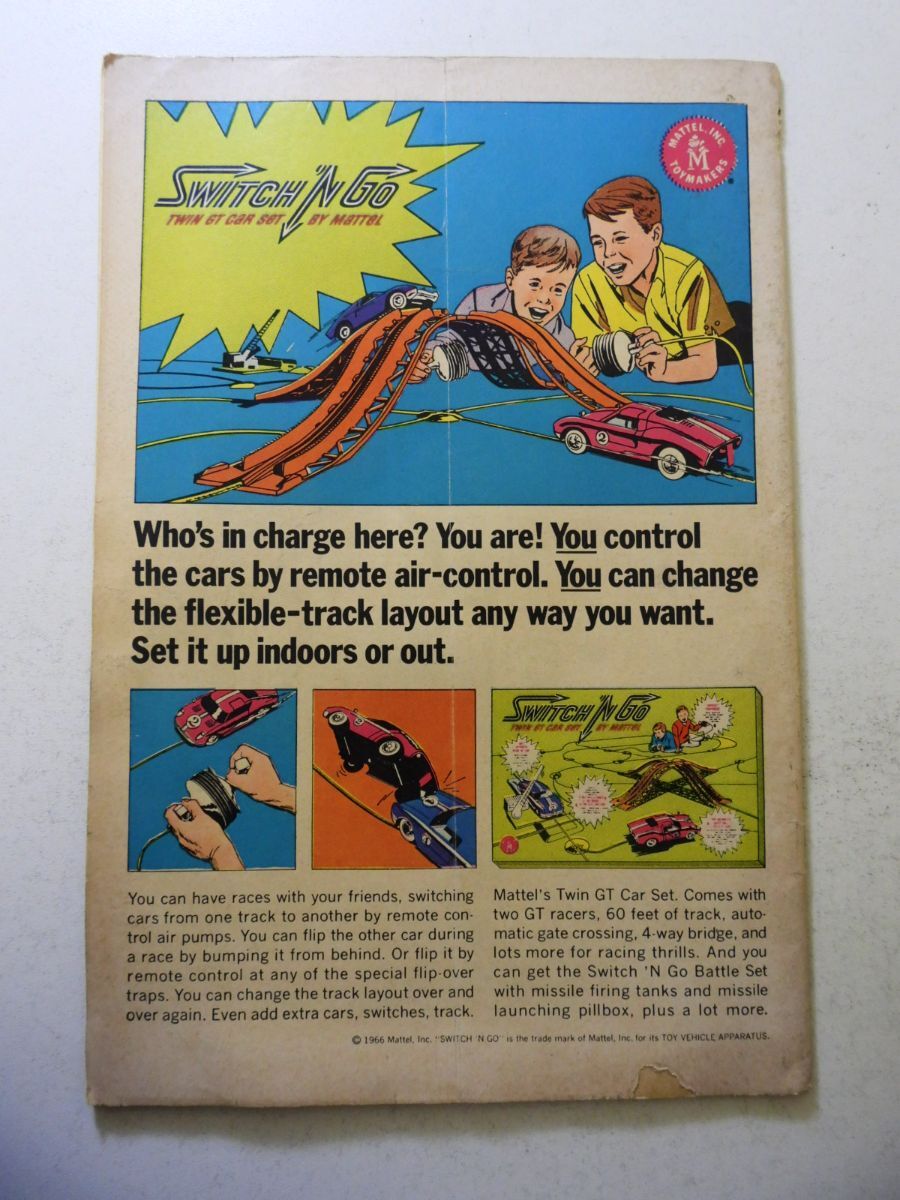 SWITCH 'N GO
TWIN GT CAR SET BY MATTEL
MATTEL, INC.
M
TOYMAKERS
2
Who's in charge here? You are! You control
the cars by remote air-control. You can change
the flexible-track layout any way you want.
Set it up indoors or out.
SWITCH 'N GO
TWIN GT CAR SET BY MATTEL
You can have races with your friends, switching
cars from one track to another by remote con-
trol air pumps. You can flip the other car during
a race by bumping it from behind. Or flip it by
remote control at any of the special flip-over
traps. You can change the track layout over and
over again. Even add extra cars, switches, track.
Mattel's Twin GT Car Set. Comes with
two GT racers, 60 feet of track, auto-
matic gate crossing, 4-way bridge, and
lots more for racing thrills. And you
can get the Switch 'N Go Battle Set
with missile firing tanks and missile
launching pillbox, plus a lot more.
© 1966 Mattel, Inc. "SWITCH 'N GO" is the trade mark of Mattel, Inc. for its TOY VEHICLE APPARATUS.